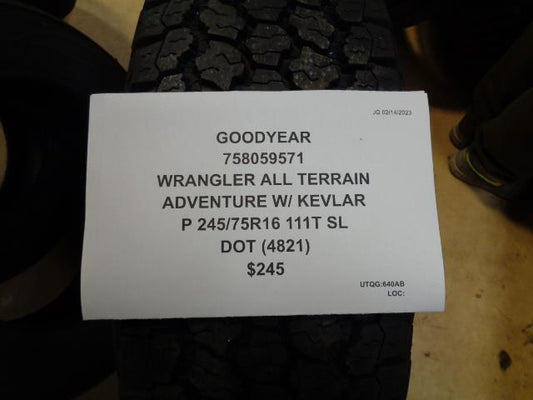 JQ 02/14/2023
GOODYEAR
758059571
WRANGLER ALL TERRAIN
ADVENTURE W/ KEVLAR
P 245/75R16 111T SL
DOT (4821)
$245
UTQG:640AB
LOC: